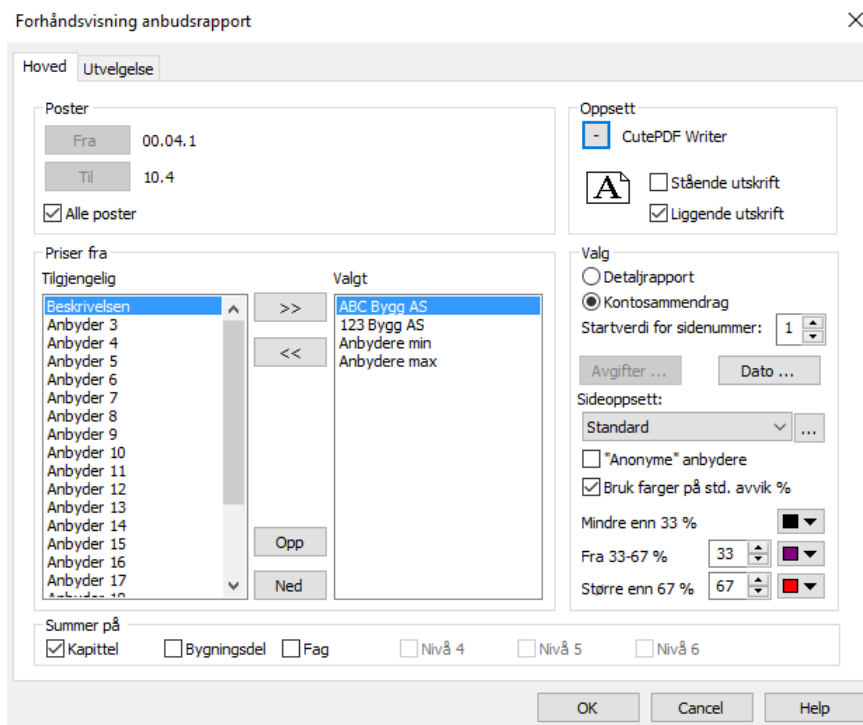 Forhåndsvisning anbudsrapport
Hoved
Utvelgelse
Poster
Fra
00.04.1
Til
10.4
Alle poster
Oppsett
-
CutePDF Writer
A
Stående utskrift
Liggende utskrift
Priser fra
Tilgjengelig
Beskrivelsen
Anbyder 3
Anbyder 4
Anbyder 5
Anbyder 6
Anbyder 7
Anbyder 8
Anbyder 9
Anbyder 10
Anbyder 11
Anbyder 12
Anbyder 13
Anbyder 14
Anbyder 15
Anbyder 16
Anbyder 17
>>
<<
Opp
Ned
Valgt
ABC Bygg AS
123 Bygg AS
Anbydere min
Anbydere max
Valg
Detaljrapport
Kontosammendrag
Startverdi for sidenummer: 1
Avgifter ...
Dato ...
Sideoppsett:
Standard
...
"Anonyme" anbydere
Bruk farger på std. avvik %
Mindre enn 33 %
Fra 33-67 % 33
Større enn 67 % 67
Summer på
Kapittel Bygningsdel Fag Nivå 4 Nivå 5 Nivå 6
OK Cancel Help